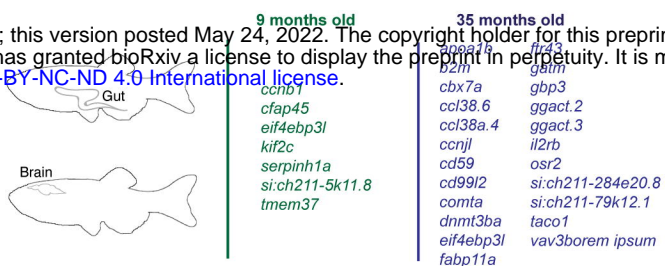 9 months old
35 months old
; this version posted May 24, 2022. The copyright holder for this preprin
has granted bioRxiv a license to display the preprint in perpetuity. It is m
-BY-NC-ND 4.0 International license.
Gut
Brain
ccnb1
cfap45
eif4ebp3l
kif2c
serpinh1a
si:ch211-5k11.8
tmem37
apoa1b
b2m
cbx7a
ccl38.6
ccl38a.4
ccnjl
cd59
cd99l2
comta
dnmt3ba
eif4ebp3l
fabp11a
ftr43
gatm
gbp3
ggact.2
ggact.3
il2rb
osr2
si:ch211-284e20.8
si:ch211-79k12.1
taco1
vav3borem ipsum